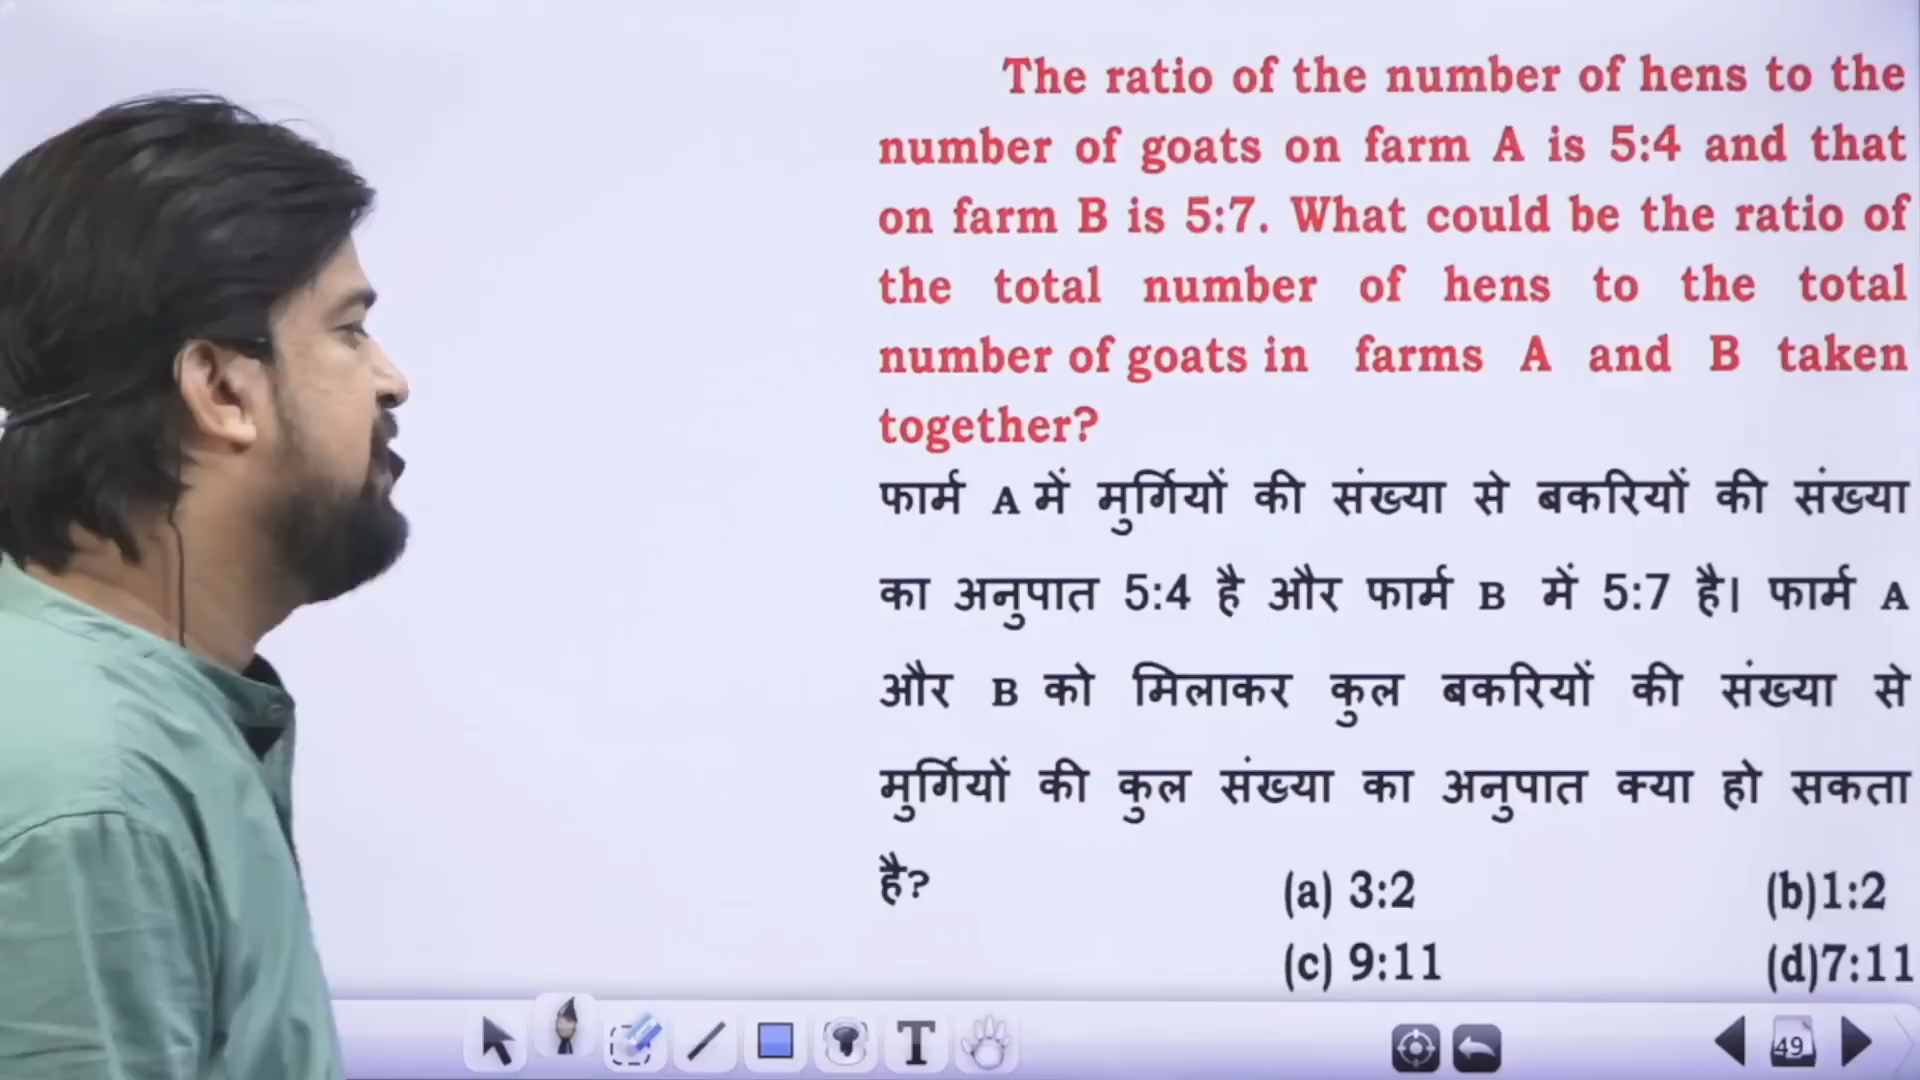 The ratio of the number of hens to the
number of goats on farm A is 5:4 and that
on farm B is 5:7. What could be the ratio of
the total number of hens to the total
number of goats in farms A and B taken
together?
फार्म A में मुर्गियों की संख्या से बकरियों की संख्या
का अनुपात 5:4 है और फार्म B में 5:7 है। फार्म A
और B को मिलाकर कुल बकरियों की संख्या से
मुर्गियों की कुल संख्या का अनुपात क्या हो सकता
है? (a) 3:2 (b)1:2
(c) 9:11 (d)7:11
T 49